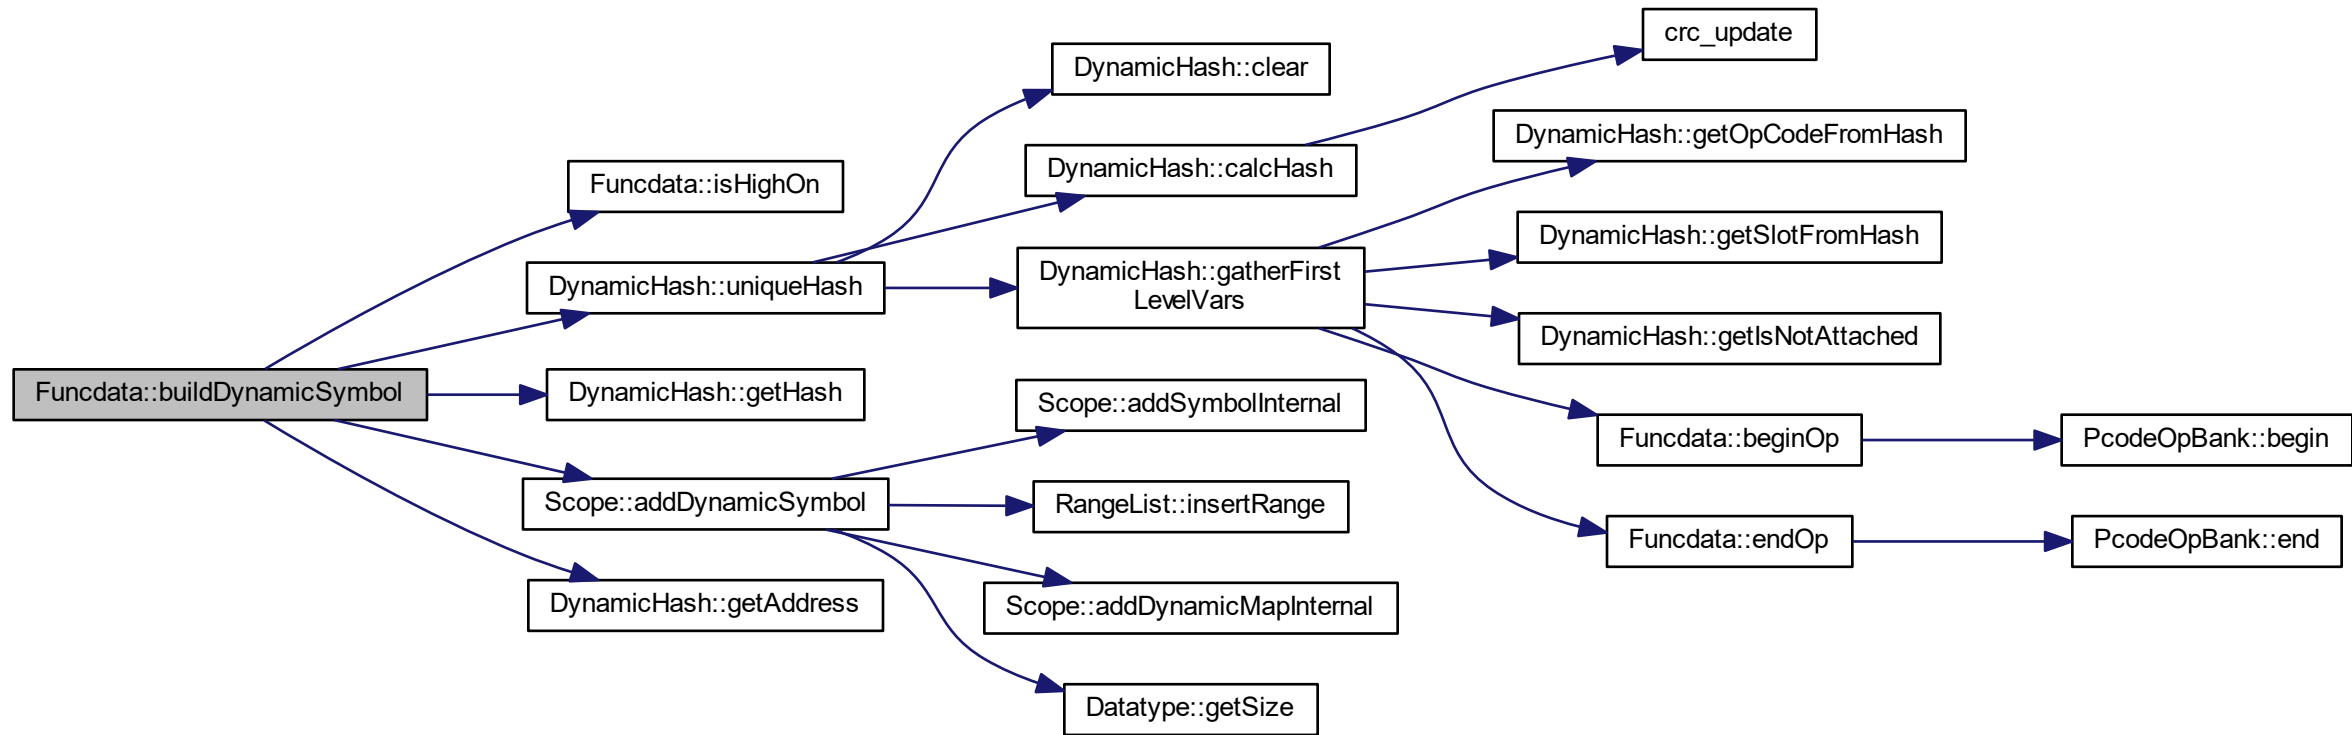 Funcdata::buildDynamicSymbol
Funcdata::isHighOn
DynamicHash::uniqueHash
DynamicHash::clear
DynamicHash::calcHash
crc_update
DynamicHash::gatherFirst
LevelVars
DynamicHash::getOpCodeFromHash
DynamicHash::getSlotFromHash
DynamicHash::getIsNotAttached
Funcdata::beginOp
PcodeOpBank::begin
Funcdata::endOp
PcodeOpBank::end
DynamicHash::getHash
Scope::addDynamicSymbol
Scope::addSymbolInternal
RangeList::insertRange
Scope::addDynamicMapInternal
Datatype::getSize
DynamicHash::getAddress